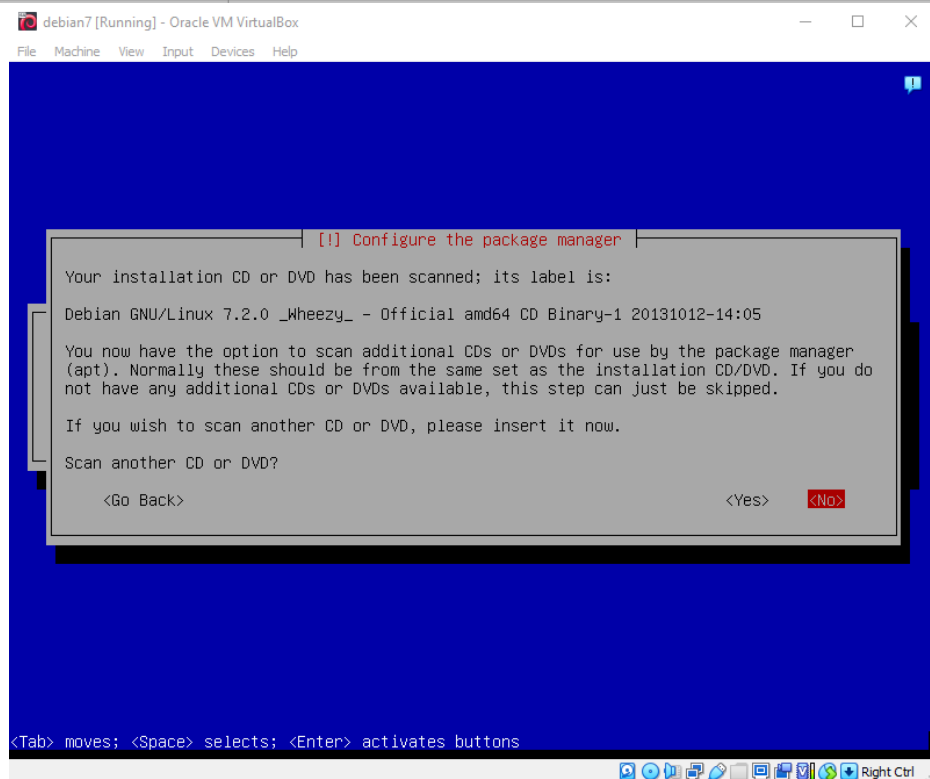 debian7 [Running] - Oracle VM VirtualBox
File Machine View Input Devices Help
[!] Configure the package manager
Your installation CD or DVD has been scanned; its label is:
Debian GNU/Linux 7.2.0 _Wheezy_ - Official amd64 CD Binary-1 20131012-14:05
You now have the option to scan additional CDs or DVDs for use by the package manager
(apt). Normally these should be from the same set as the installation CD/DVD. If you do
not have any additional CDs or DVDs available, this step can just be skipped.
If you wish to scan another CD or DVD, please insert it now.
Scan another CD or DVD?
<Go Back> <Yes> <No>
<Tab> moves; <Space> selects; <Enter> activates buttons
Right Ctrl